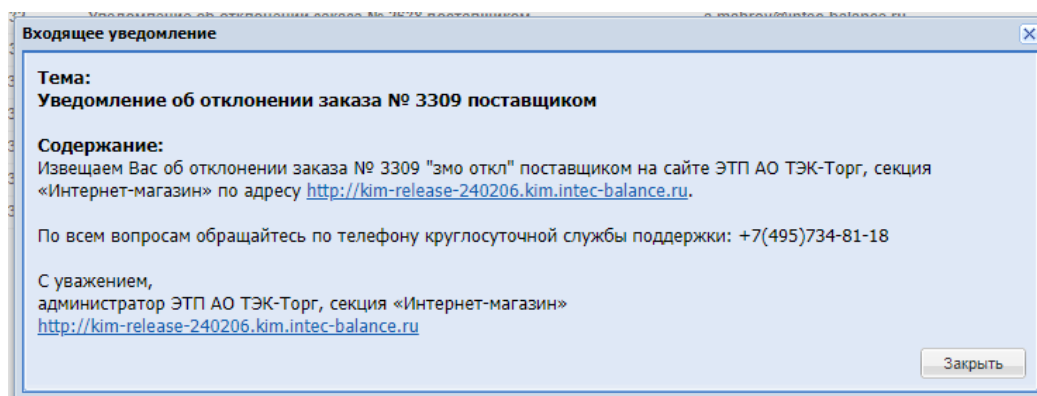 Входящее уведомление
Тема:
Уведомление об отклонении заказа № 3309 поставщиком
Содержание:
Извещаем Вас об отклонении заказа № 3309 "змо откл" поставщиком на сайте ЭТП АО ТЭК-Торг, секция
«Интернет-магазин» по адресу http://kim-release-240206.kim.intec-balance.ru.
По всем вопросам обращайтесь по телефону круглосуточной службы поддержки: +7(495)734-81-18
С уважением,
администратор ЭТП АО ТЭК-Торг, секция «Интернет-магазин»
http://kim-release-240206.kim.intec-balance.ru
Закрыть